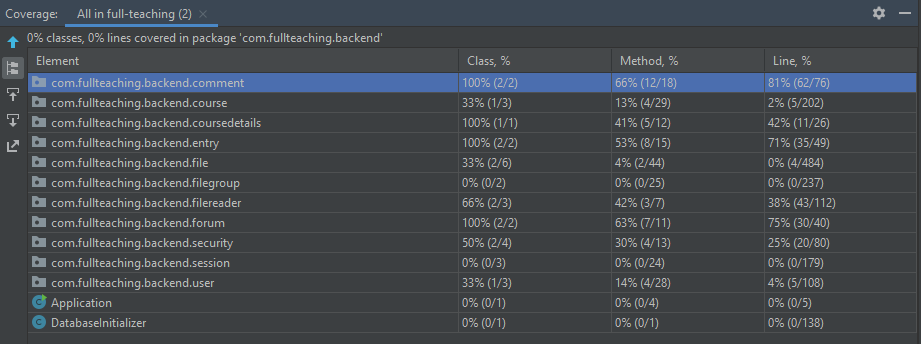 Coverage: All in full-teaching (2)
0% classes, 0% lines covered in package 'com.fullteaching.backend'
Element Class, % Method, % Line, %
com.fullteaching.backend.comment 100% (2/2) 66% (12/18) 81% (62/76)
com.fullteaching.backend.course 33% (1/3) 13% (4/29) 2% (5/202)
com.fullteaching.backend.coursedetails 100% (1/1) 41% (5/12) 42% (11/26)
com.fullteaching.backend.entry 100% (2/2) 53% (8/15) 71% (35/49)
com.fullteaching.backend.file 33% (2/6) 4% (2/44) 0% (4/484)
com.fullteaching.backend.filegroup 0% (0/2) 0% (0/25) 0% (0/237)
com.fullteaching.backend.filereader 66% (2/3) 42% (3/7) 38% (43/112)
com.fullteaching.backend.forum 100% (2/2) 63% (7/11) 75% (30/40)
com.fullteaching.backend.security 50% (2/4) 30% (4/13) 25% (20/80)
com.fullteaching.backend.session 0% (0/3) 0% (0/24) 0% (0/179)
com.fullteaching.backend.user 33% (1/3) 14% (4/28) 4% (5/108)
Application 0% (0/1) 0% (0/4) 0% (0/5)
DatabaseInitializer 0% (0/1) 0% (0/1) 0% (0/138)